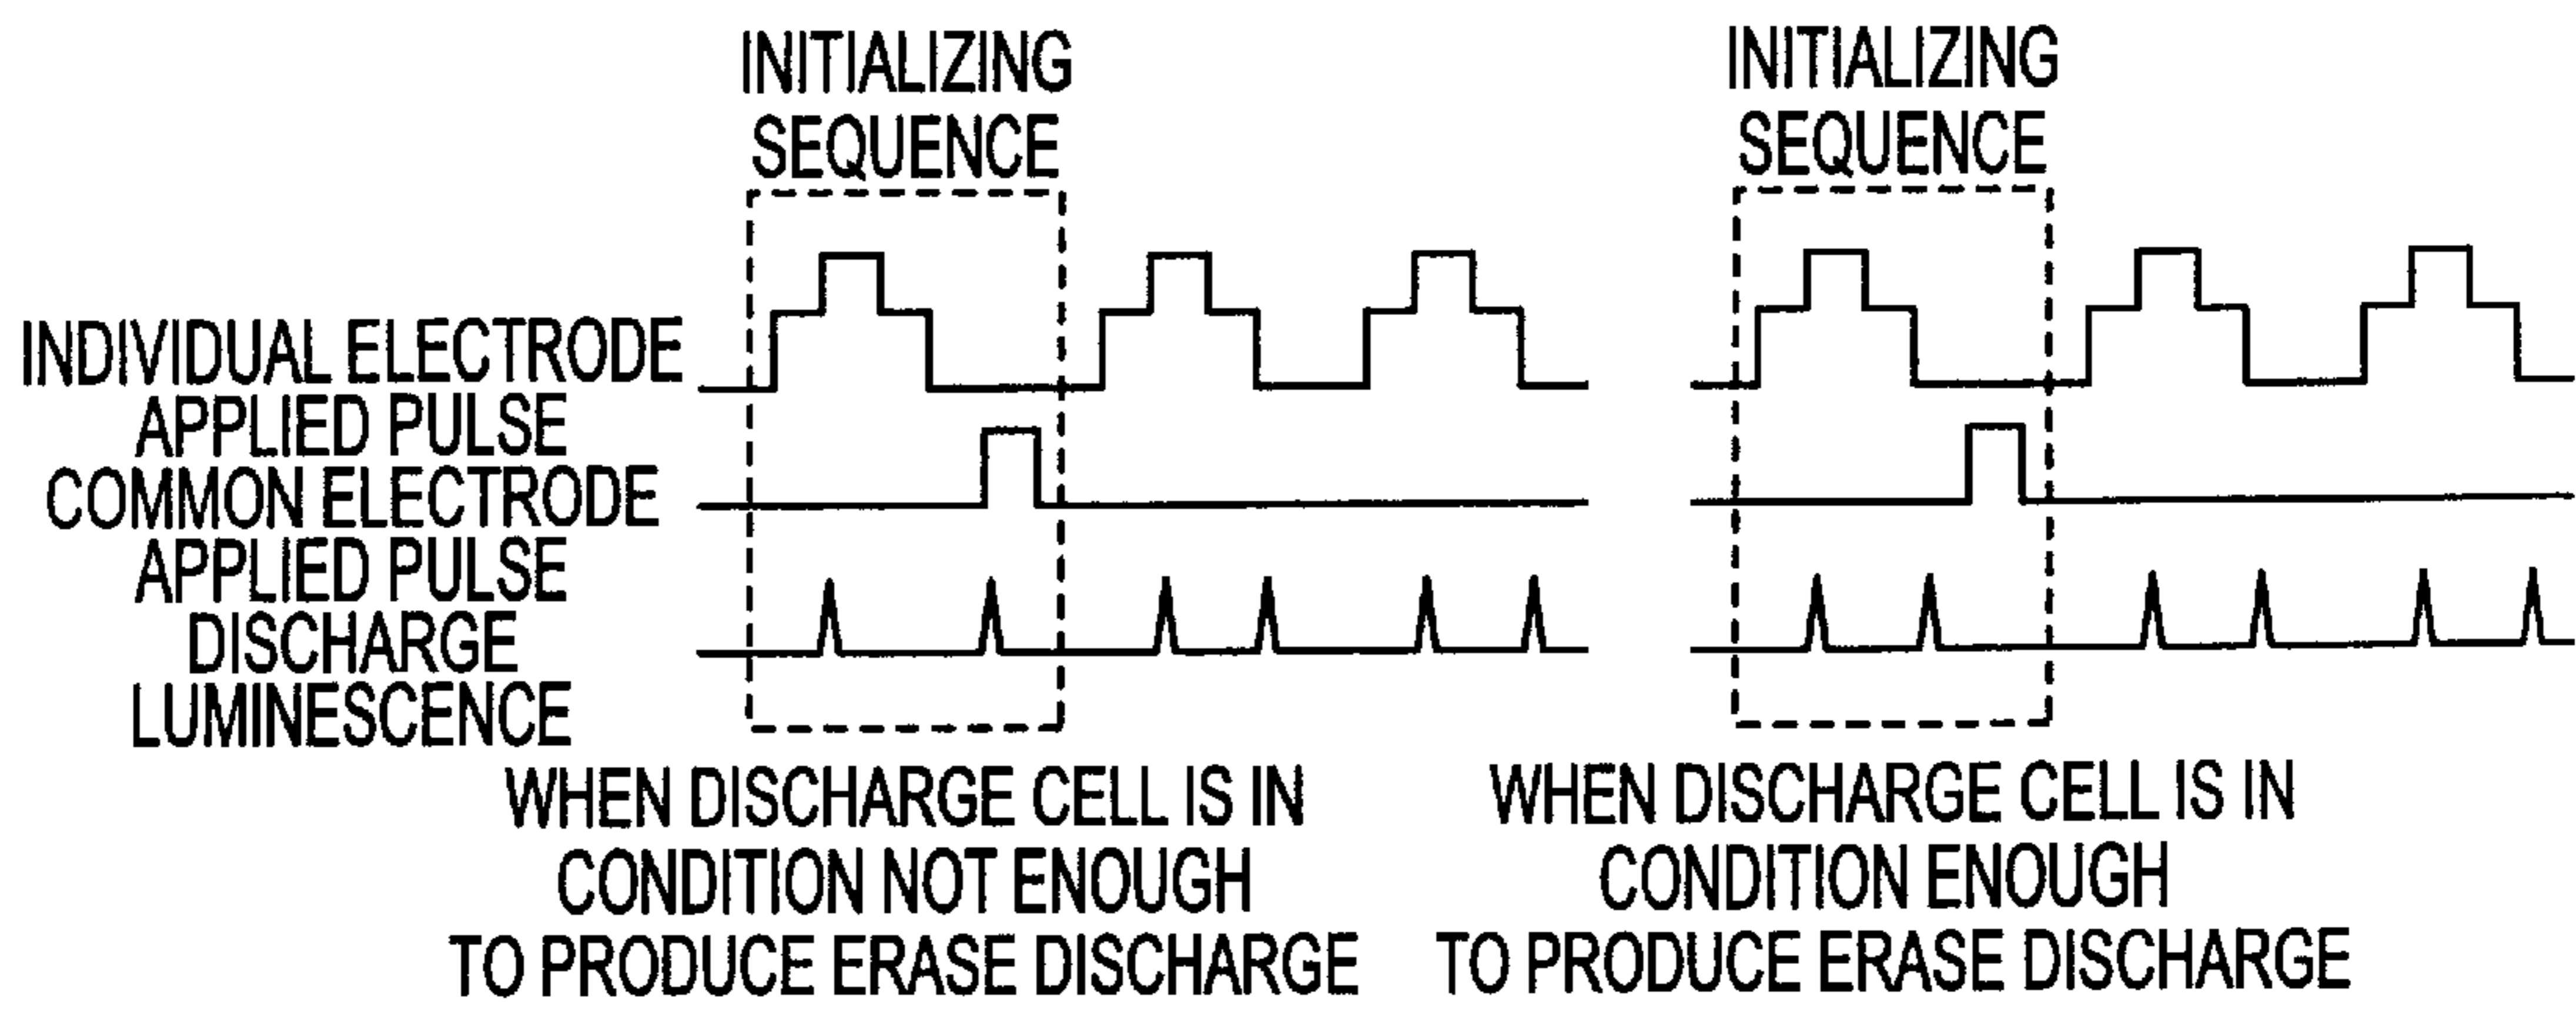 INITIALIZING
SEQUENCE
INITIALIZING
SEQUENCE
INDIVIDUAL ELECTRODE
APPLIED PULSE
COMMON ELECTRODE
APPLIED PULSE
DISCHARGE
LUMINESCENCE
WHEN DISCHARGE CELL IS IN
CONDITION NOT ENOUGH
TO PRODUCE ERASE DISCHARGE
WHEN DISCHARGE CELL IS IN
CONDITION ENOUGH
TO PRODUCE ERASE DISCHARGE